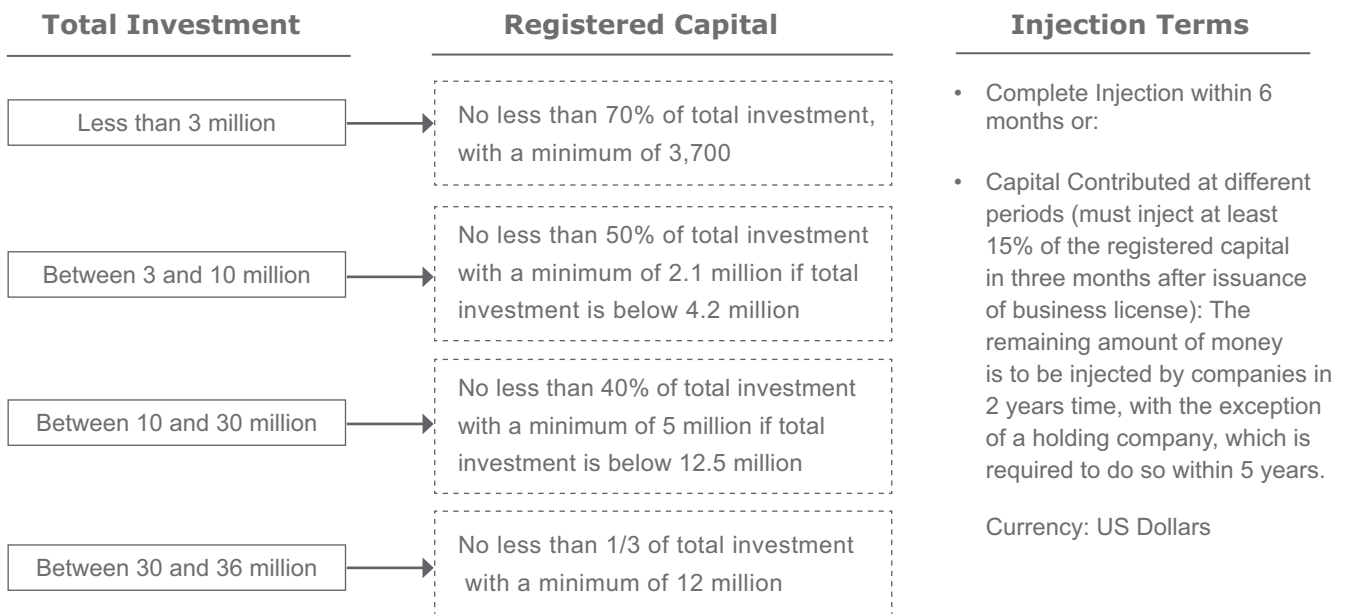 Total Investment
Registered Capital
Injection Terms
Less than 3 million
No less than 70% of total investment,
with a minimum of 3,700
Between 3 and 10 million
No less than 50% of total investment
with a minimum of 2.1 million if total
investment is below 4.2 million
Between 10 and 30 million
No less than 40% of total investment
with a minimum of 5 million if total
investment is below 12.5 million
Between 30 and 36 million
No less than 1/3 of total investment
with a minimum of 12 million
• Complete Injection within 6
months or:
• Capital Contributed at different
periods (must inject at least
15% of the registered capital
in three months after issuance
of business license): The
remaining amount of money
is to be injected by companies in
2 years time, with the exception
of a holding company, which is
required to do so within 5 years.
Currency: US Dollars